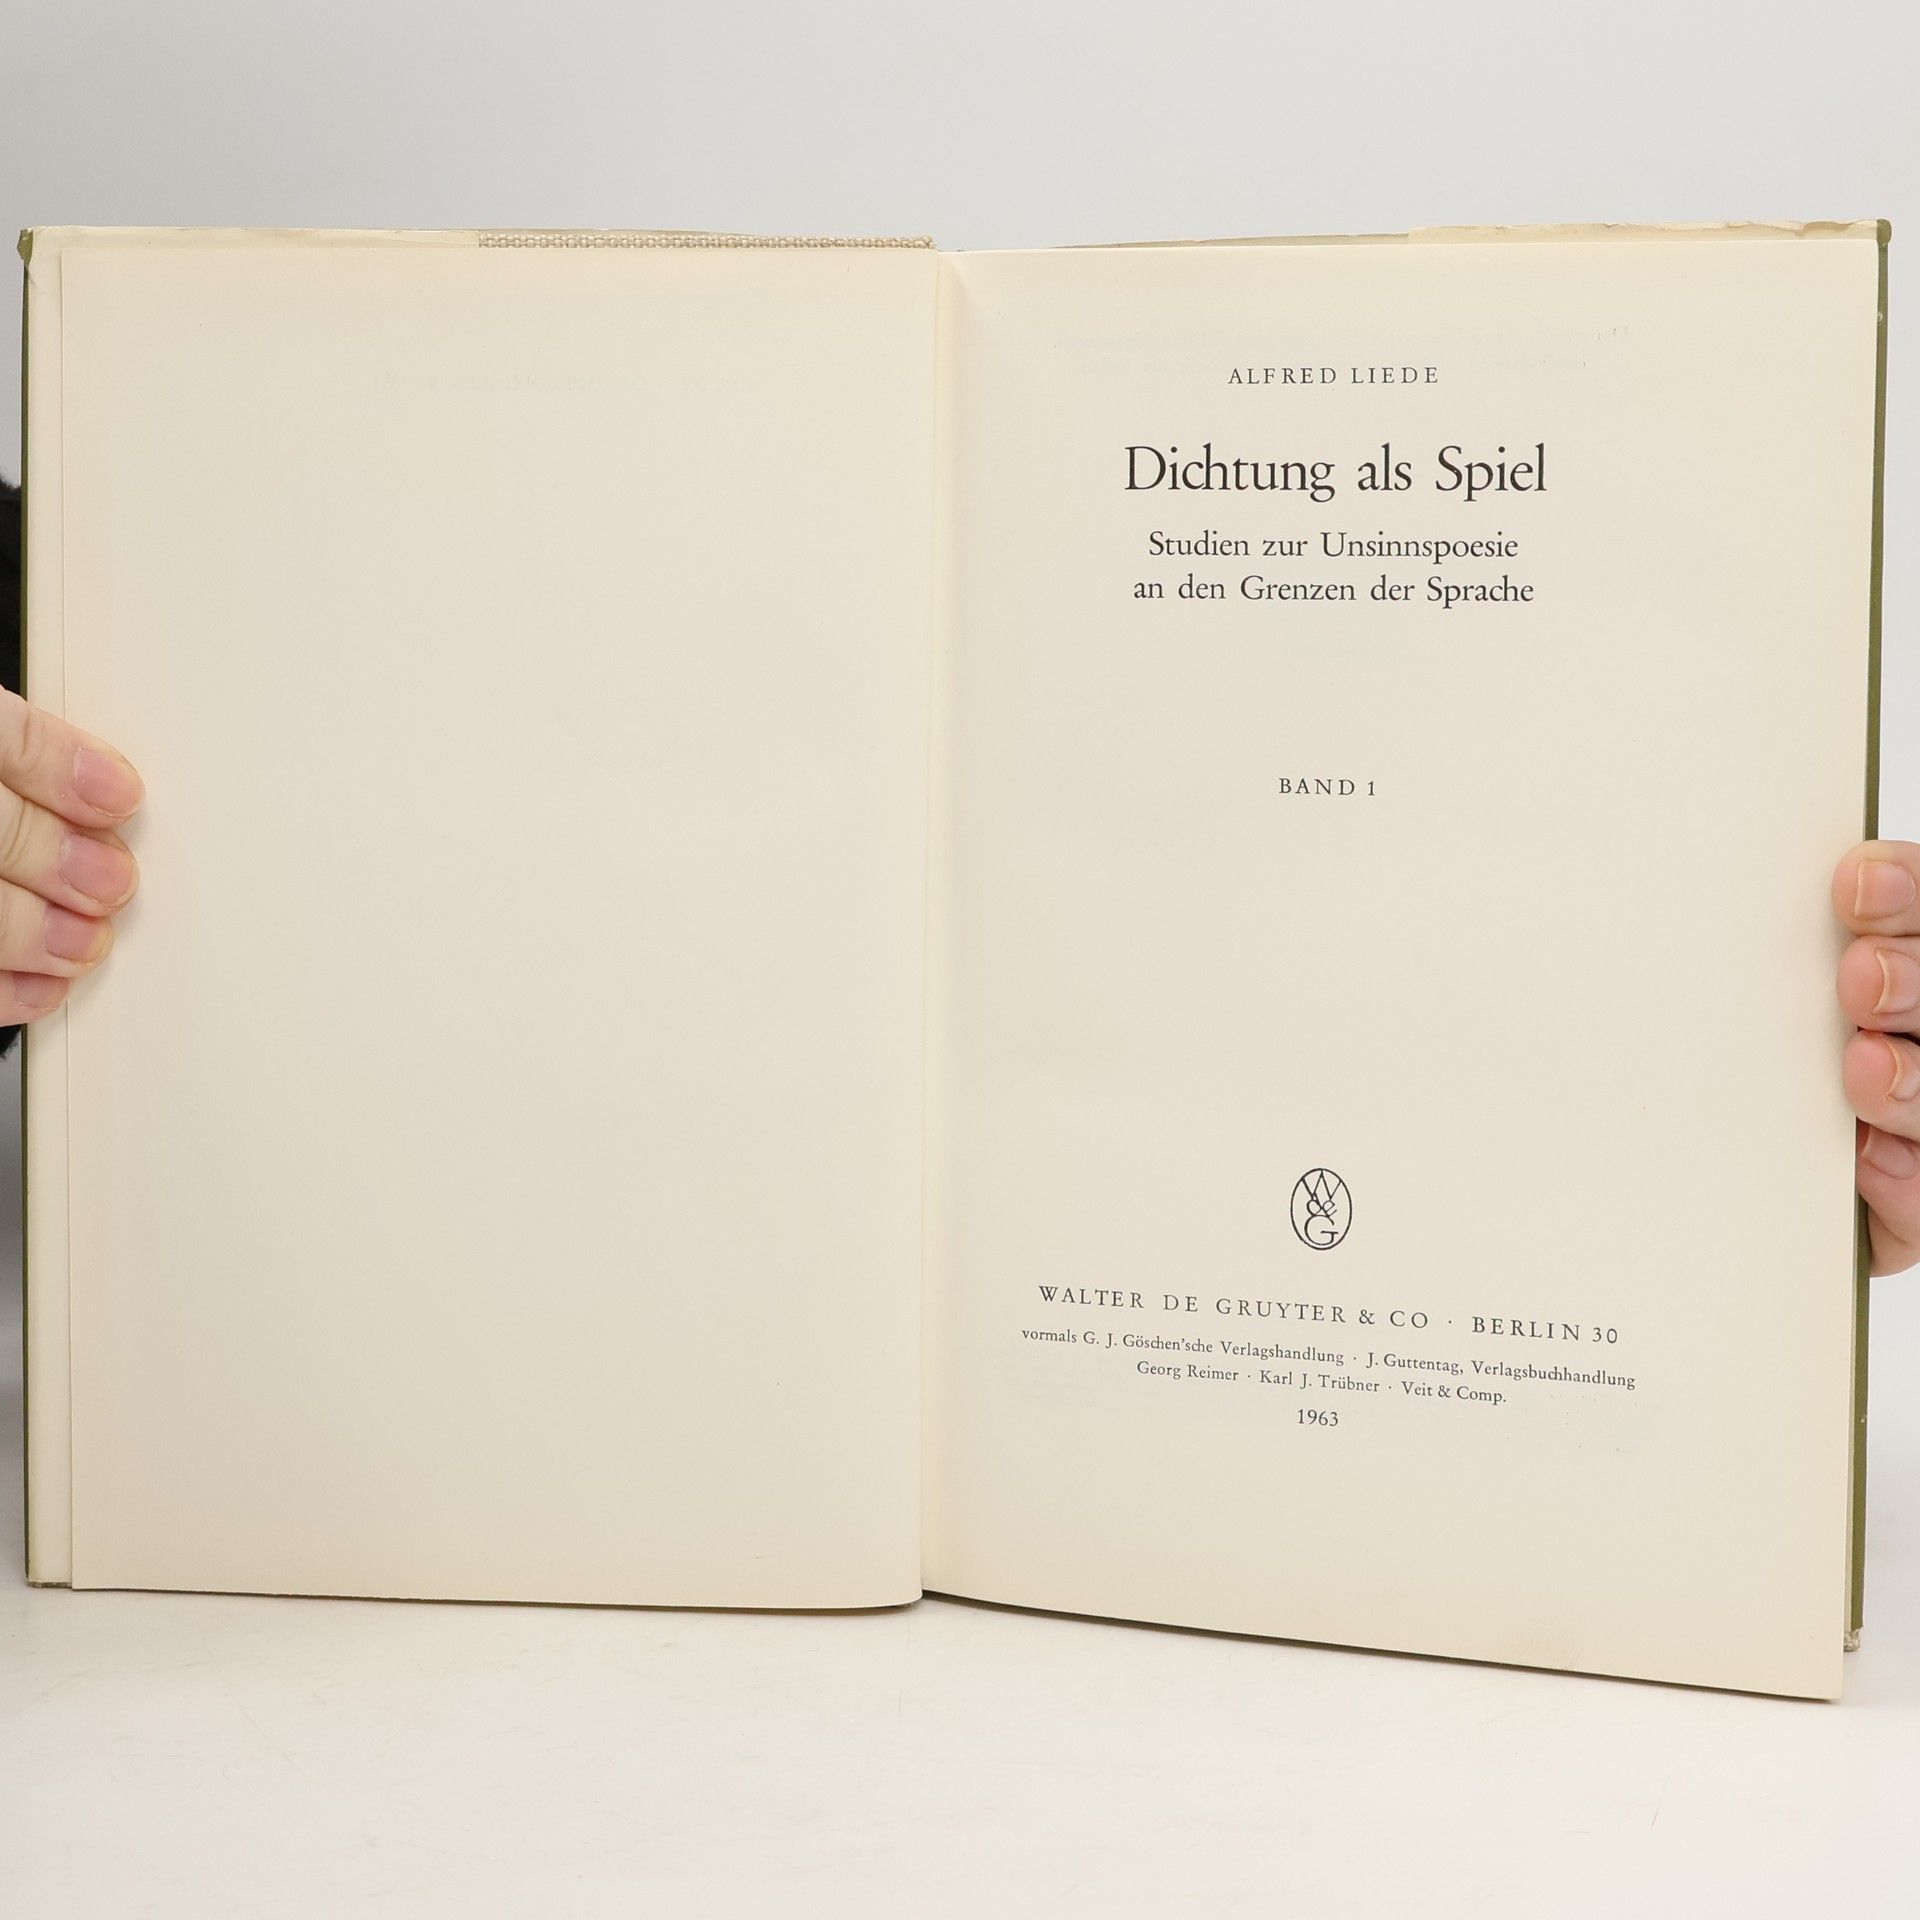 ALFRED LIEDE
Dichtung als Spiel
Studien zur Unsinnspoesie
an den Grenzen der Sprache
BAND 1
W
de
G
WALTER DE GRUYTER & CO · BERLIN 30
vormals G. J. Göschen'sche Verlagshandlung · J. Guttentag, Verlagsbuchhandlung
Georg Reimer · Karl J. Trübner · Veit & Comp.
1963